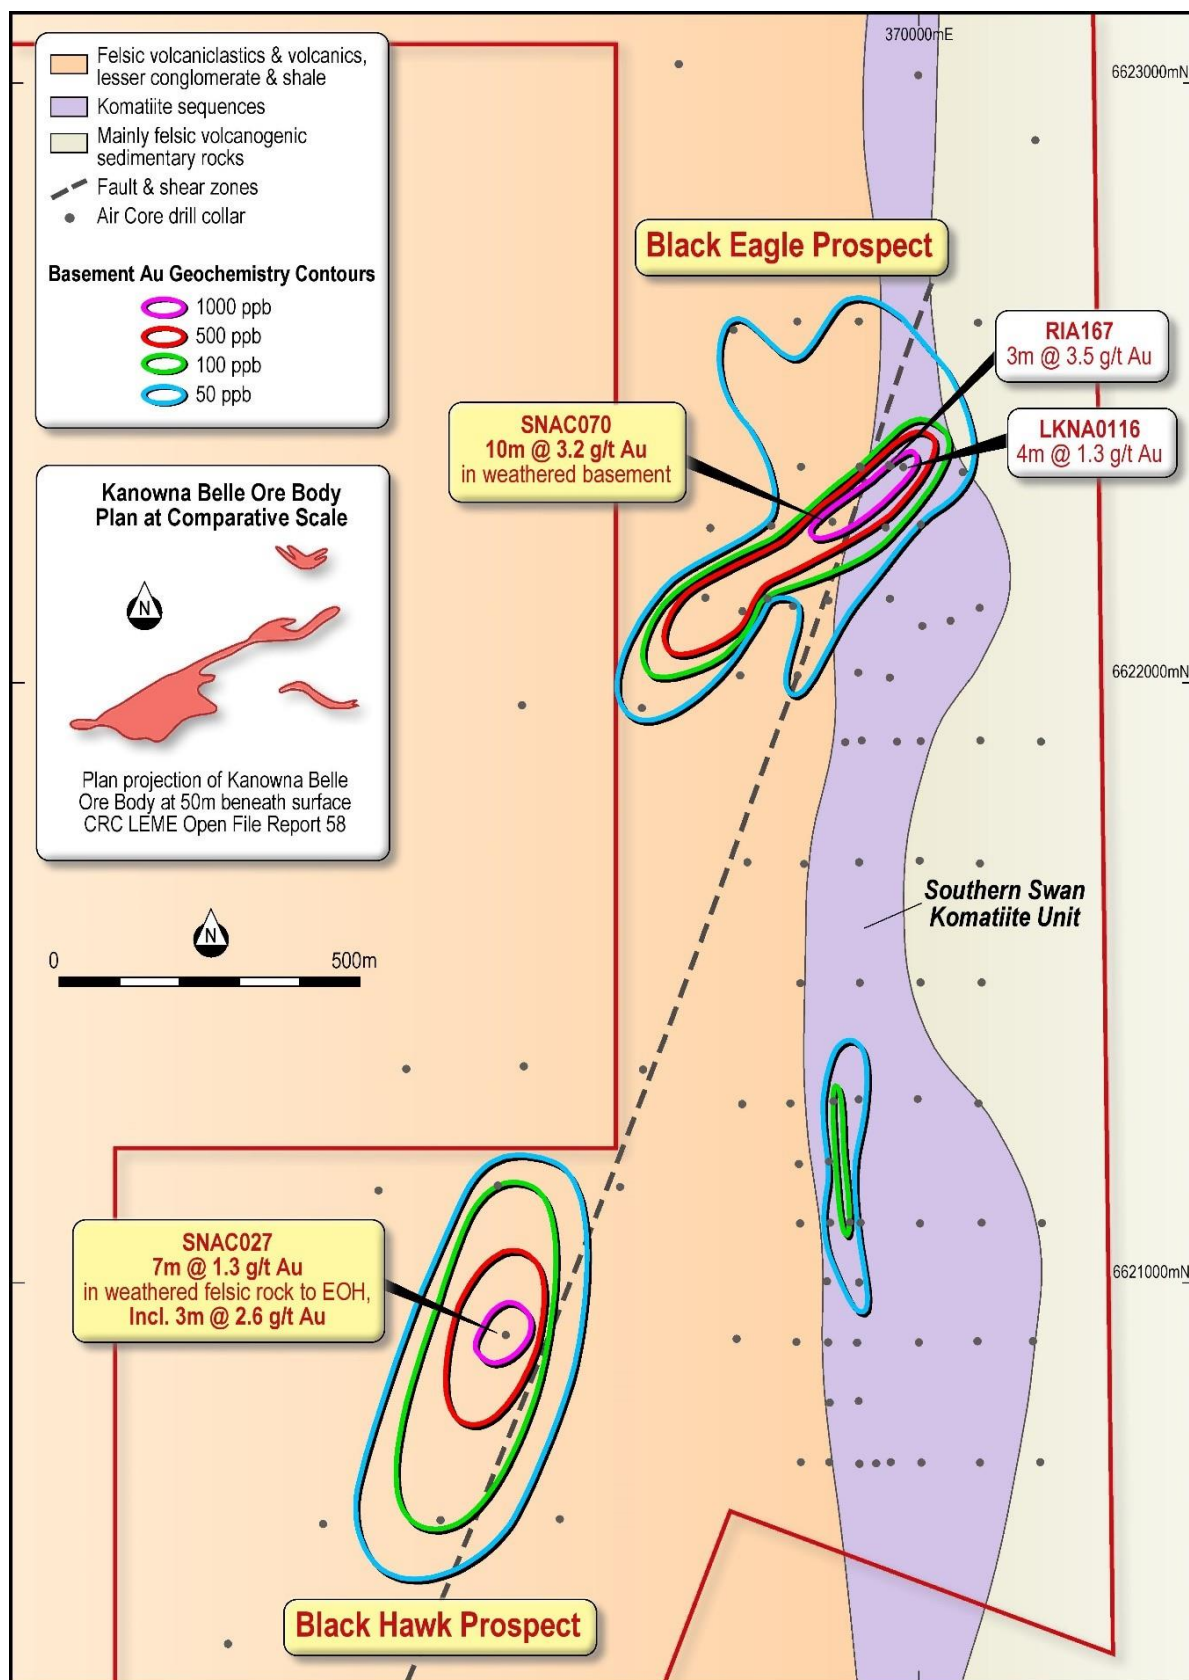 370000mE
6623000mN
Felsic volcaniclastics & volcanics,
lesser conglomerate & shale
Komatiite sequences
Mainly felsic volcanogenic
sedimentary rocks
Fault & shear zones
Air Core drill collar
Basement Au Geochemistry Contours
1000 ppb
500 ppb
100 ppb
50 ppb
Black Eagle Prospect
RIA167
3m @ 3.5 g/t Au
SNAC070
10m @ 3.2 g/t Au
in weathered basement
LKNA0116
4m @ 1.3 g/t Au
Kanowna Belle Ore Body
Plan at Comparative Scale
N
Plan projection of Kanowna Belle
Ore Body at 50m beneath surface
CRC LEME Open File Report 58
6622000mN
N
0 500m
Southern Swan
Komatiite Unit
SNAC027
7m @ 1.3 g/t Au
in weathered felsic rock to EOH,
Incl. 3m @ 2.6 g/t Au
6621000mN
Black Hawk Prospect